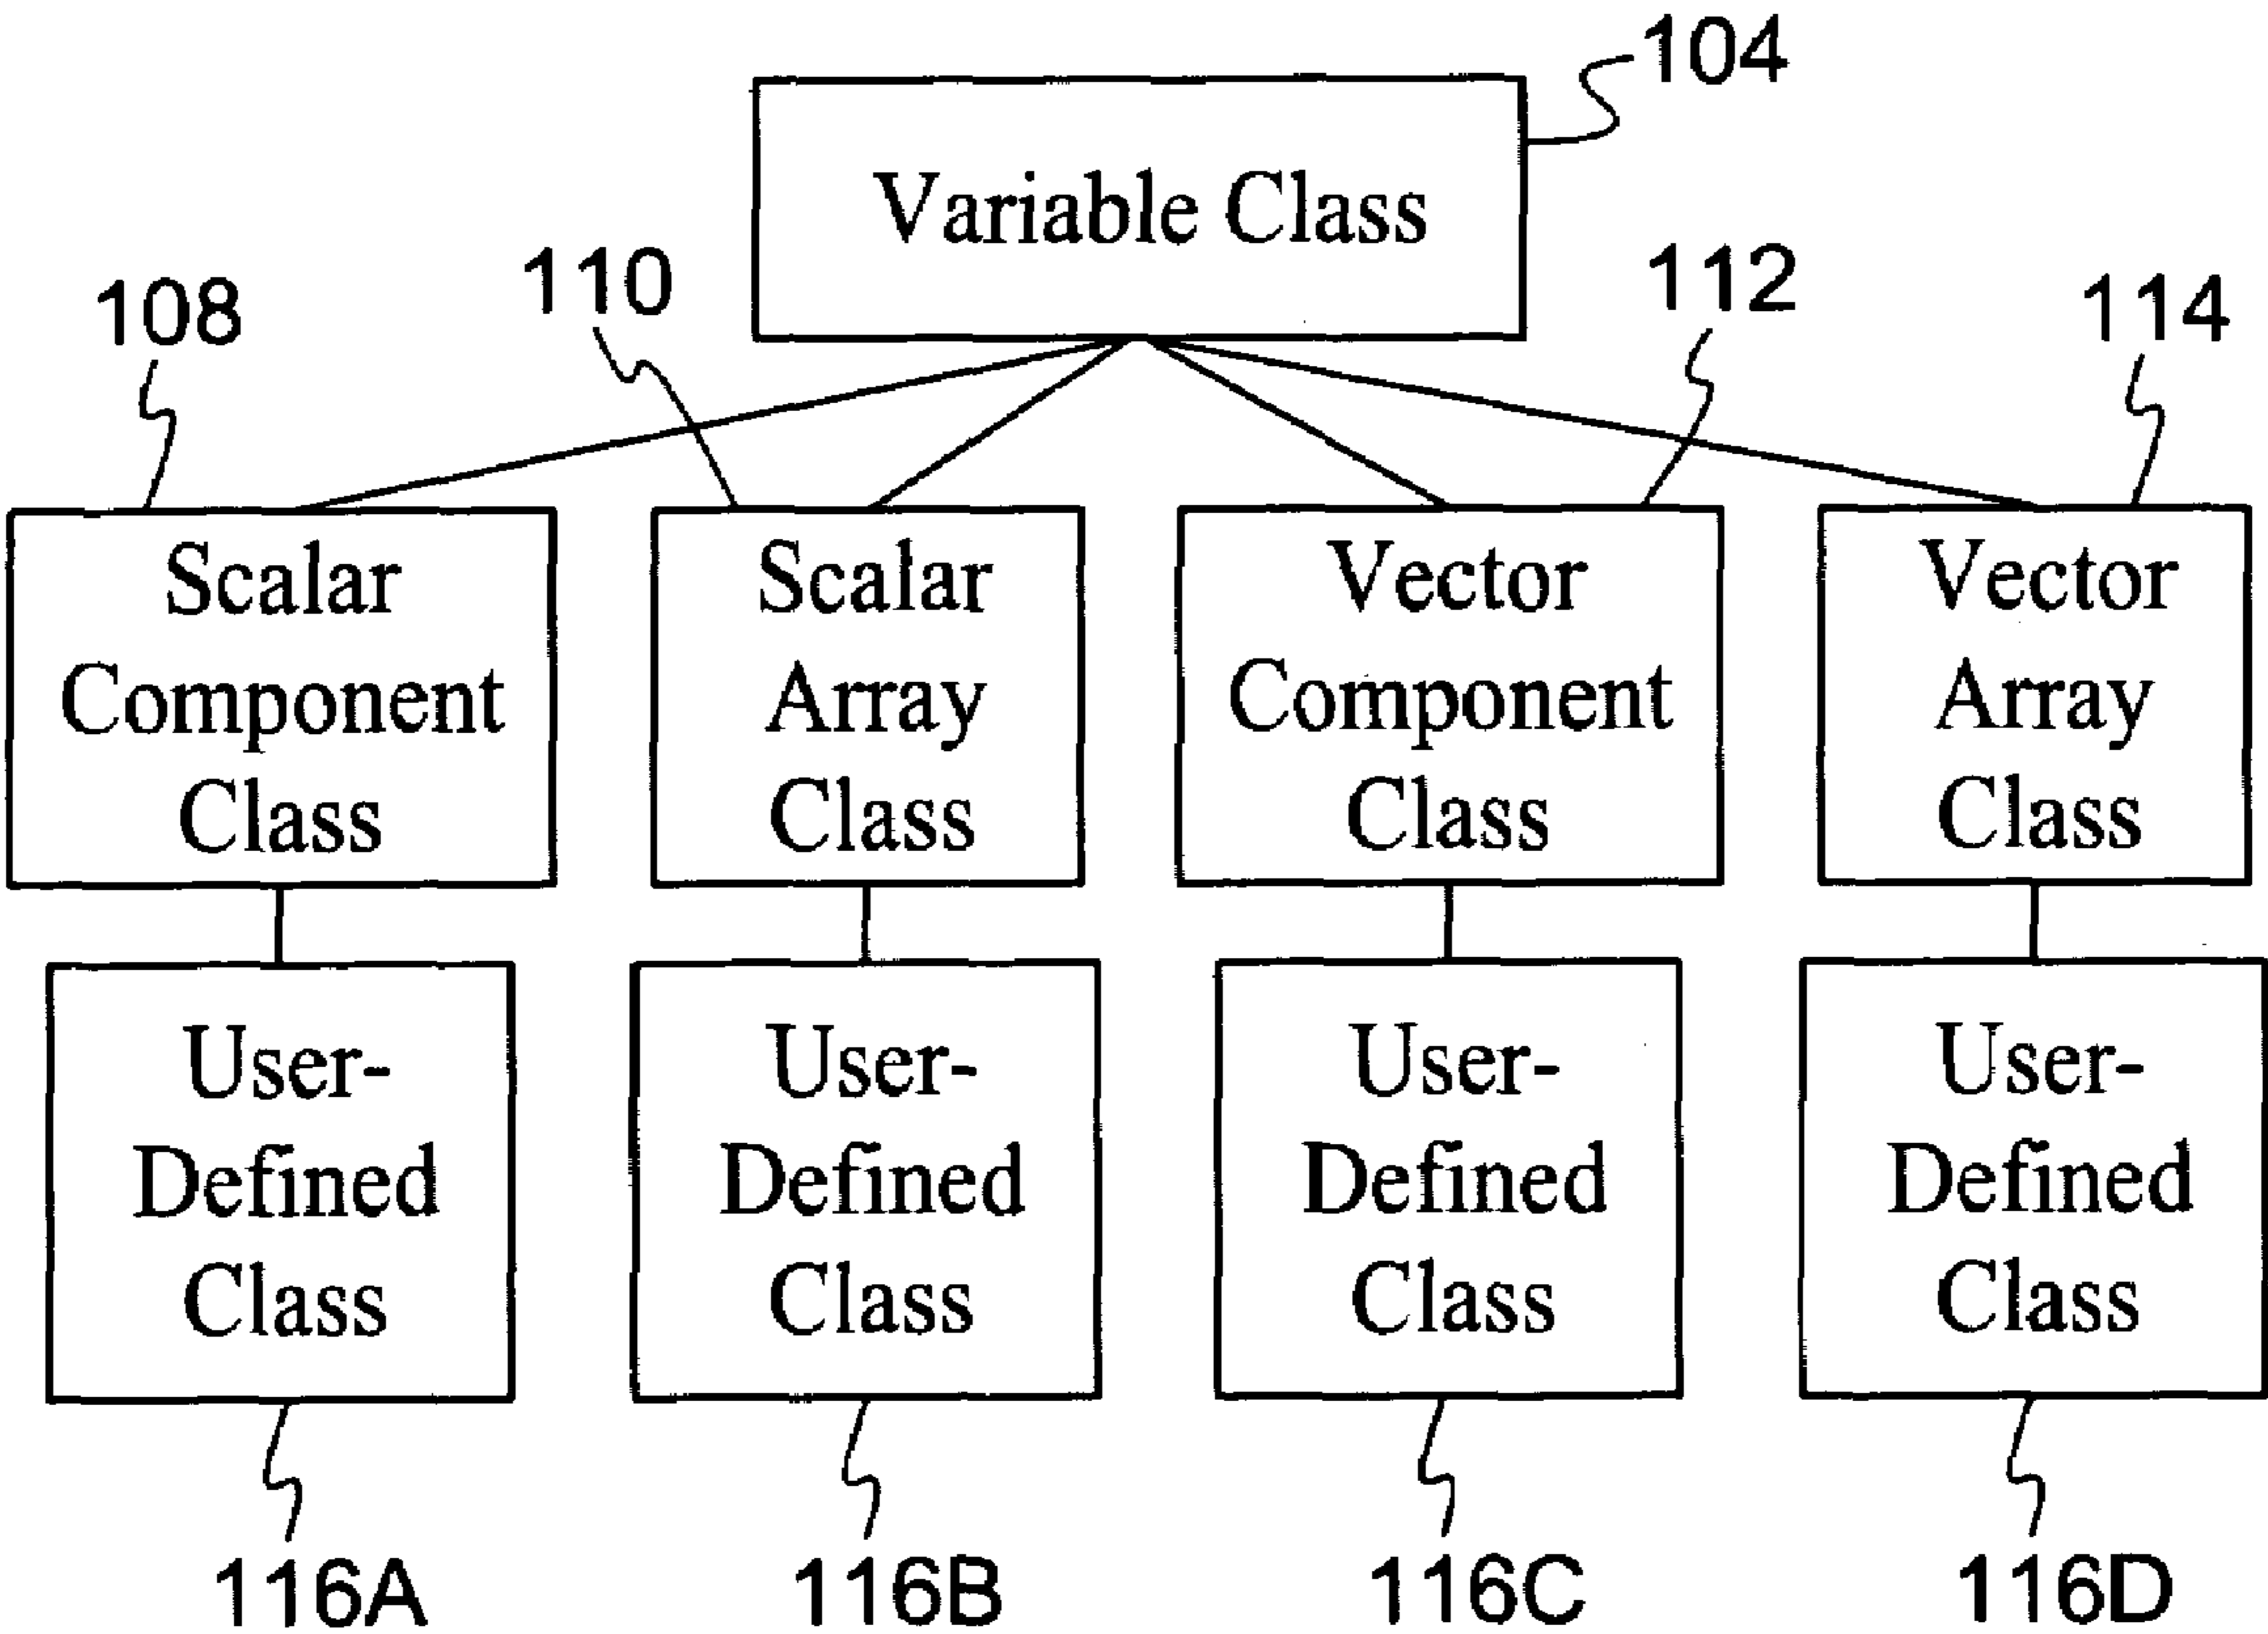 104
Variable Class
108
110
112
114
Scalar
Component
Class
Scalar
Array
Class
Vector
Component
Class
Vector
Array
Class
User-
Defined
Class
User-
Defined
Class
User-
Defined
Class
User-
Defined
Class
116A
116B
116C
116D